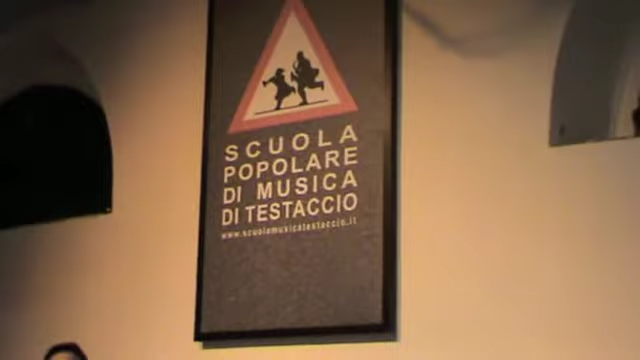 SCUOLA
POPOLARE
DI MUSICA
DI TESTACCIO
www.scuolamusicatestaccio.it